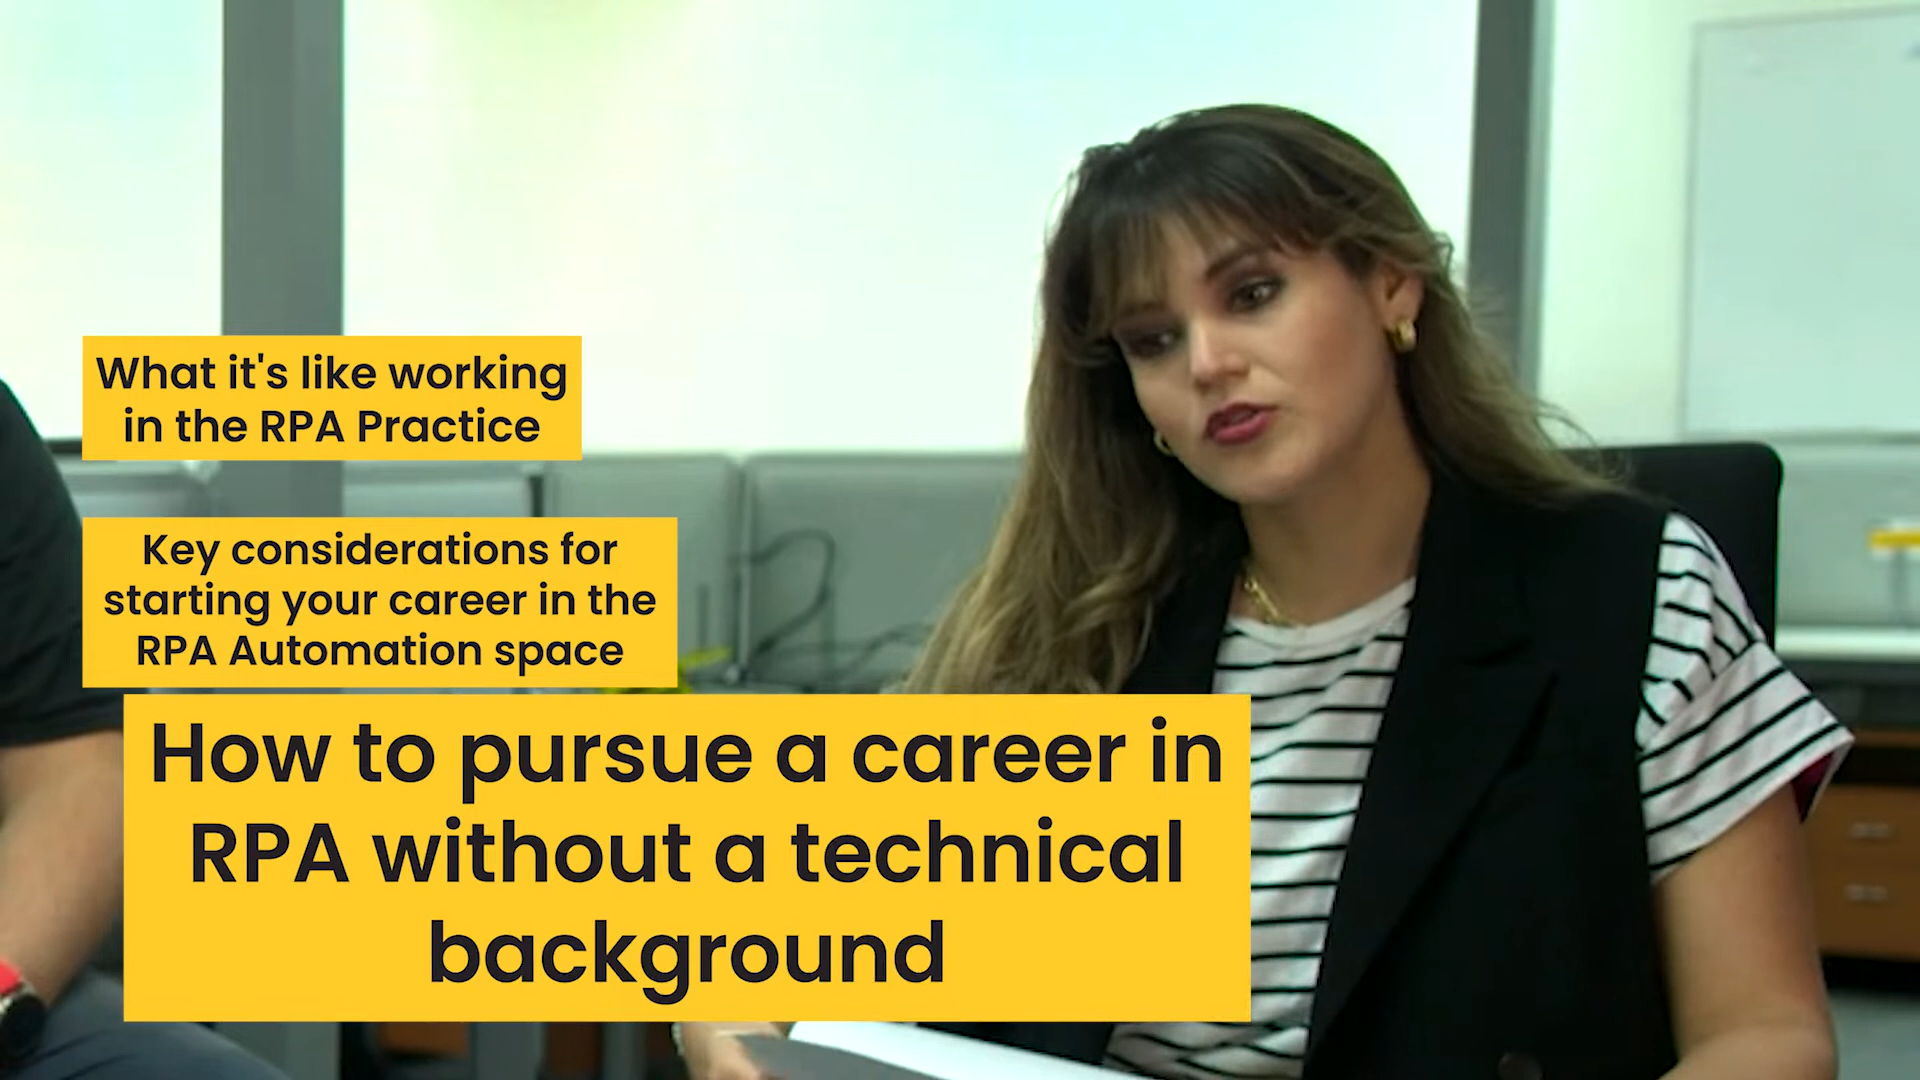 What it's like working
in the RPA Practice
Key considerations for
starting your career in the
RPA Automation space
How to pursue a career in
RPA without a technical
background